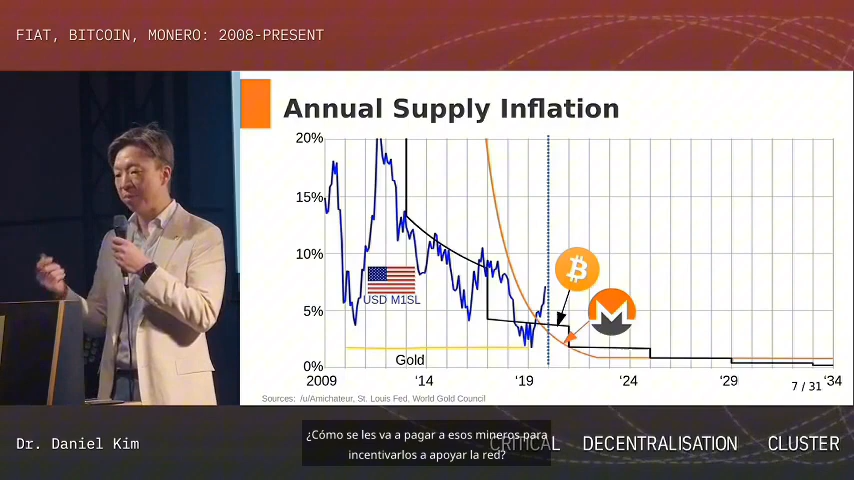 FIAT, BITCOIN, MONERO: 2008-PRESENT
Annual Supply Inflation
20%
15%
10%
5%
0%
USD M1SL
Gold
2009
'14
'19
'24
'29
'34
7 / 31
Sources: /u/Amichateur, St. Louis Fed, World Gold Council
Dr. Daniel Kim
CRITICAL DECENTRALISATION CLUSTER
¿Cómo se les va a pagar a esos mineros para
incentivarlos a apoyar la red?